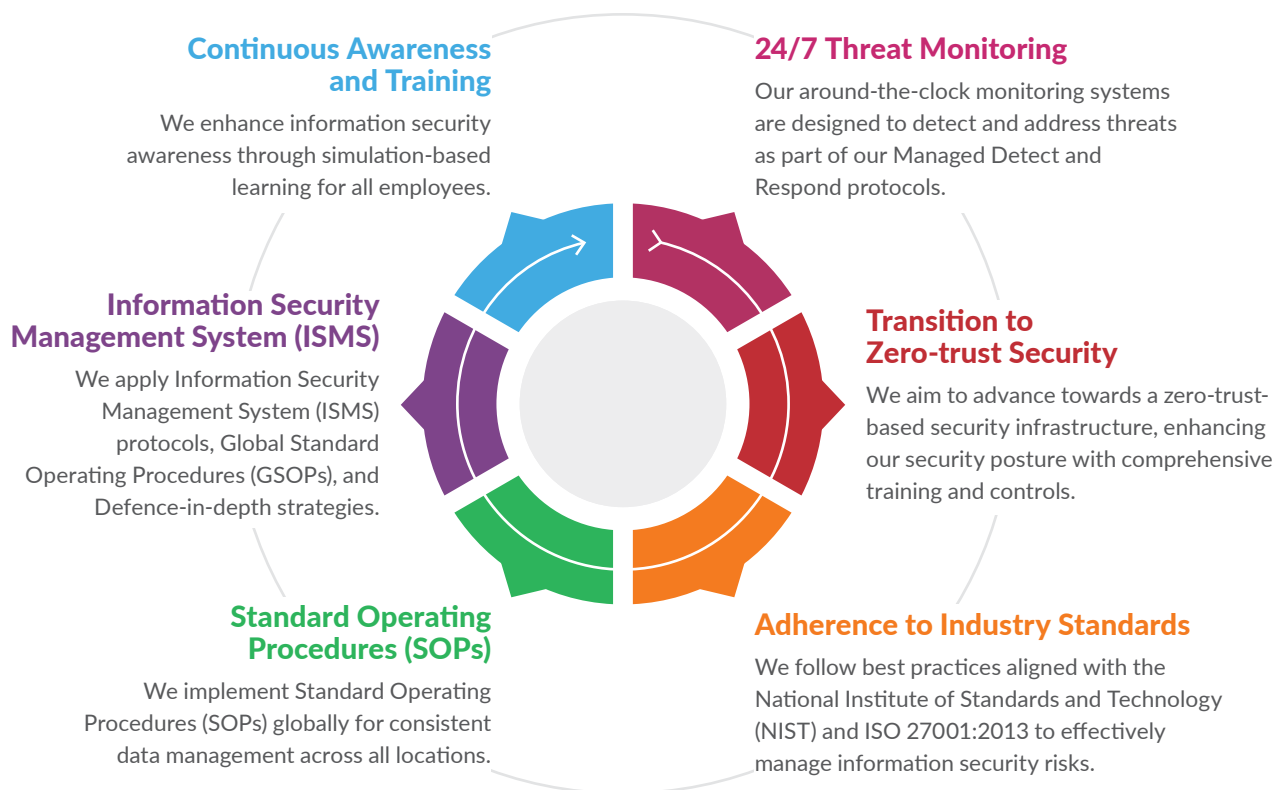 Continuous Awareness
and Training
We enhance information security
awareness through simulation-based
learning for all employees.
24/7 Threat Monitoring
Our around-the-clock monitoring systems
are designed to detect and address threats
as part of our Managed Detect and
Respond protocols.
Information Security
Management System (ISMS)
We apply Information Security
Management System (ISMS)
protocols, Global Standard
Operating Procedures (GSOPs), and
Defence-in-depth strategies.
Transition to
Zero-trust Security
We aim to advance towards a zero-trust-
based security infrastructure, enhancing
our security posture with comprehensive
training and controls.
Standard Operating
Procedures (SOPs)
We implement Standard Operating
Procedures (SOPs) globally for consistent
data management across all locations.
Adherence to Industry Standards
We follow best practices aligned with the
National Institute of Standards and Technology
(NIST) and ISO 27001:2013 to effectively
manage information security risks.